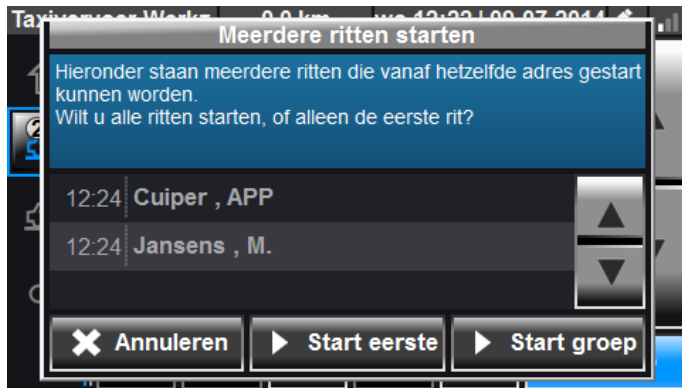 Meerdere ritten starten
Hieronder staan meerdere ritten die vanaf hetzelfde adres gestart
kunnen worden.
Wilt u alle ritten starten, of alleen de eerste rit?
12:24 Cuiper , APP
12:24 Jansens , M.
Annuleren Start eerste Start groep